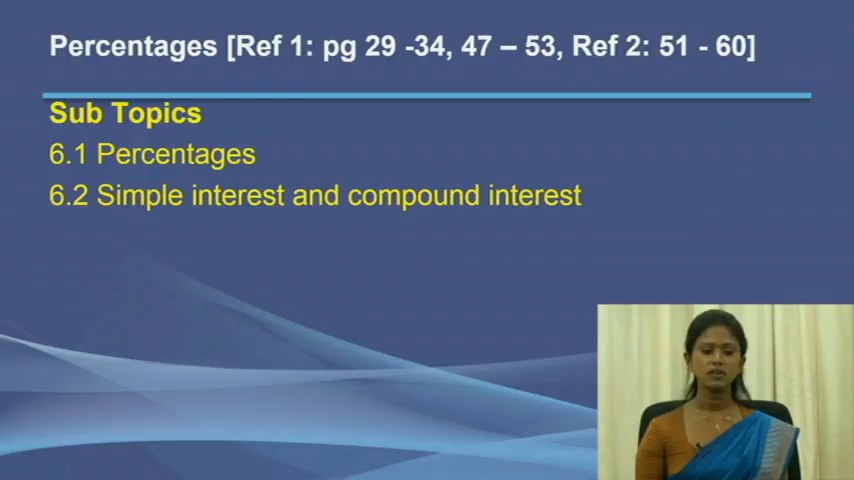 Percentages [Ref 1: pg 29 -34, 47 – 53, Ref 2: 51 - 60]
Sub Topics
6.1 Percentages
6.2 Simple interest and compound interest